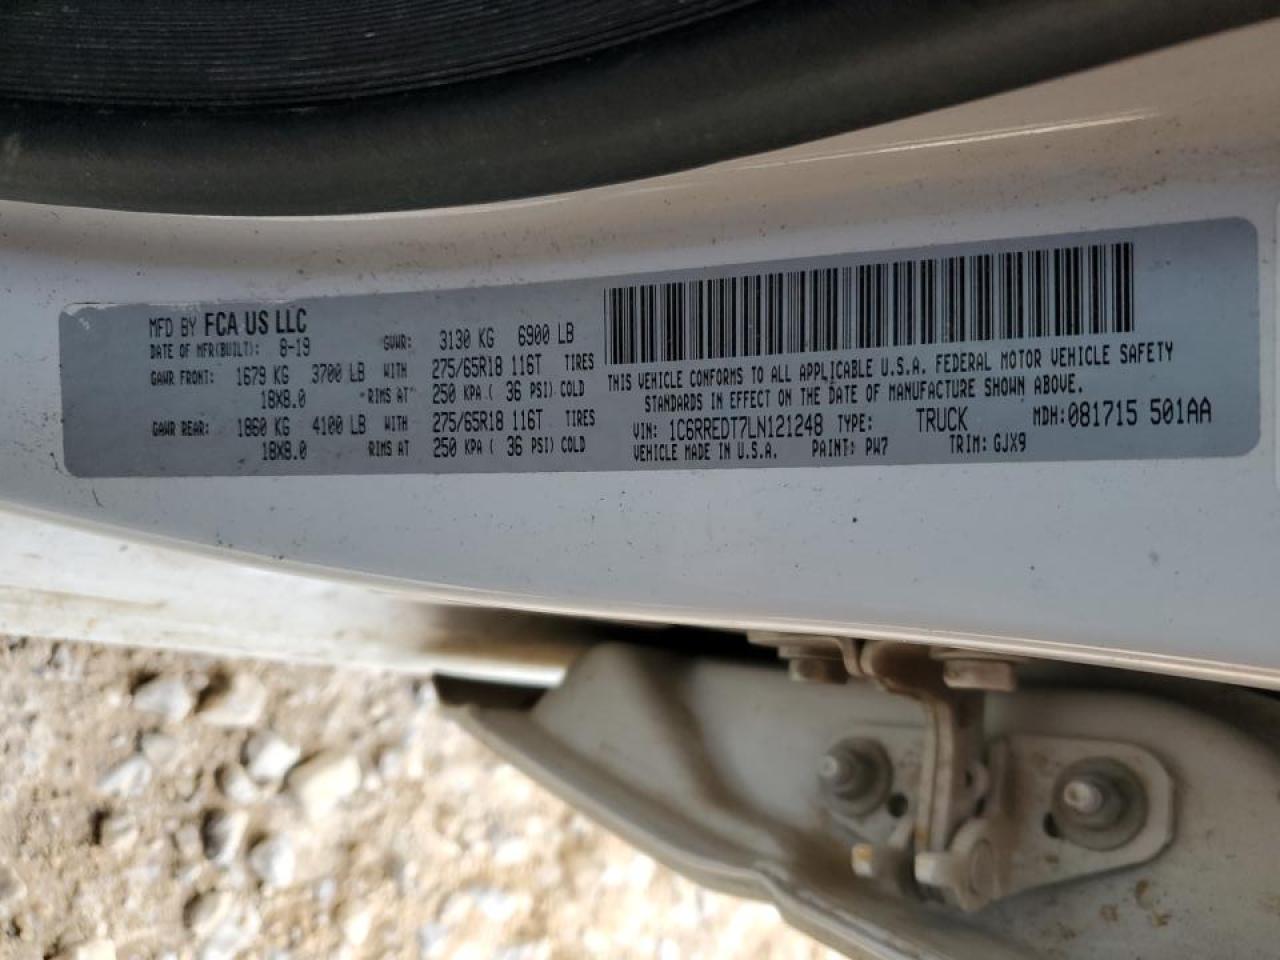 MFD BY FCA US LLC
DATE OF MFR(BUILT): 8-19 GVWR: 3130 KG 6900 LB
GAWR FRONT: 1679 KG 3700 LB WITH 275/65R18 116T TIRES
18X8.0 RIMS AT 250 KPA ( 36 PSI) COLD
GAWR REAR: 1860 KG 4100 LB WITH 275/65R18 116T TIRES
18X8.0 RIMS AT 250 KPA ( 36 PSI) COLD
THIS VEHICLE CONFORMS TO ALL APPLICABLE U.S.A. FEDERAL MOTOR VEHICLE SAFETY
STANDARDS IN EFFECT ON THE DATE OF MANUFACTURE SHOWN ABOVE.
VIN: 1C6RREDT7LN121248 TYPE: TRUCK MDH: 081715 501AA
VEHICLE MADE IN U.S.A. PAINT: PW7 TRIM: GJX9